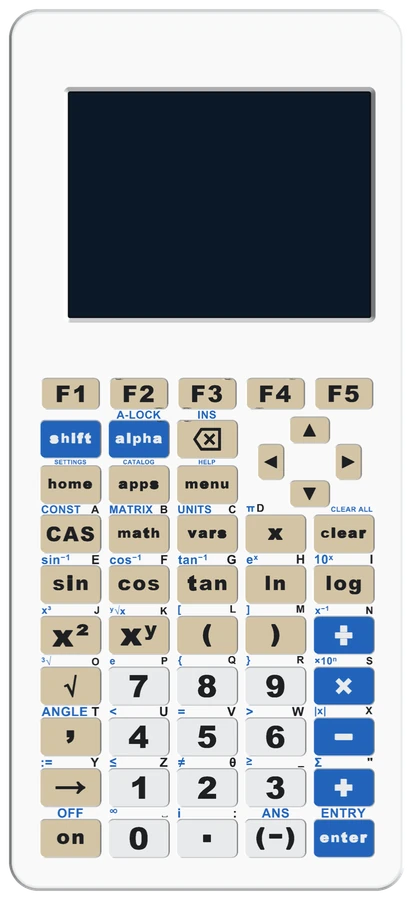 F1 F2 F3 F4 F5
A-LOCK INS
shift alpha
SETTINGS CATALOG HELP
home apps menu
CONST A MATRIX B UNITS C π D CLEAR ALL
CAS math vars x clear
sin⁻¹ E cos⁻¹ F tan⁻¹ G eˣ H 10ˣ I
sin cos tan ln log
x³ J ʸ√x K [ L ] M x⁻¹ N
x² xʸ ( ) +
³√ O e P { Q } R ×10ⁿ S
√ 7 8 9 ×
ANGLE T < U = V > W |x| X
, 4 5 6 −
:= Y ≤ Z ≠ θ ≥ _ Σ "
→ 1 2 3 +
OFF ∞ ⎵ i : ANS ENTRY
on 0 . (−) enter